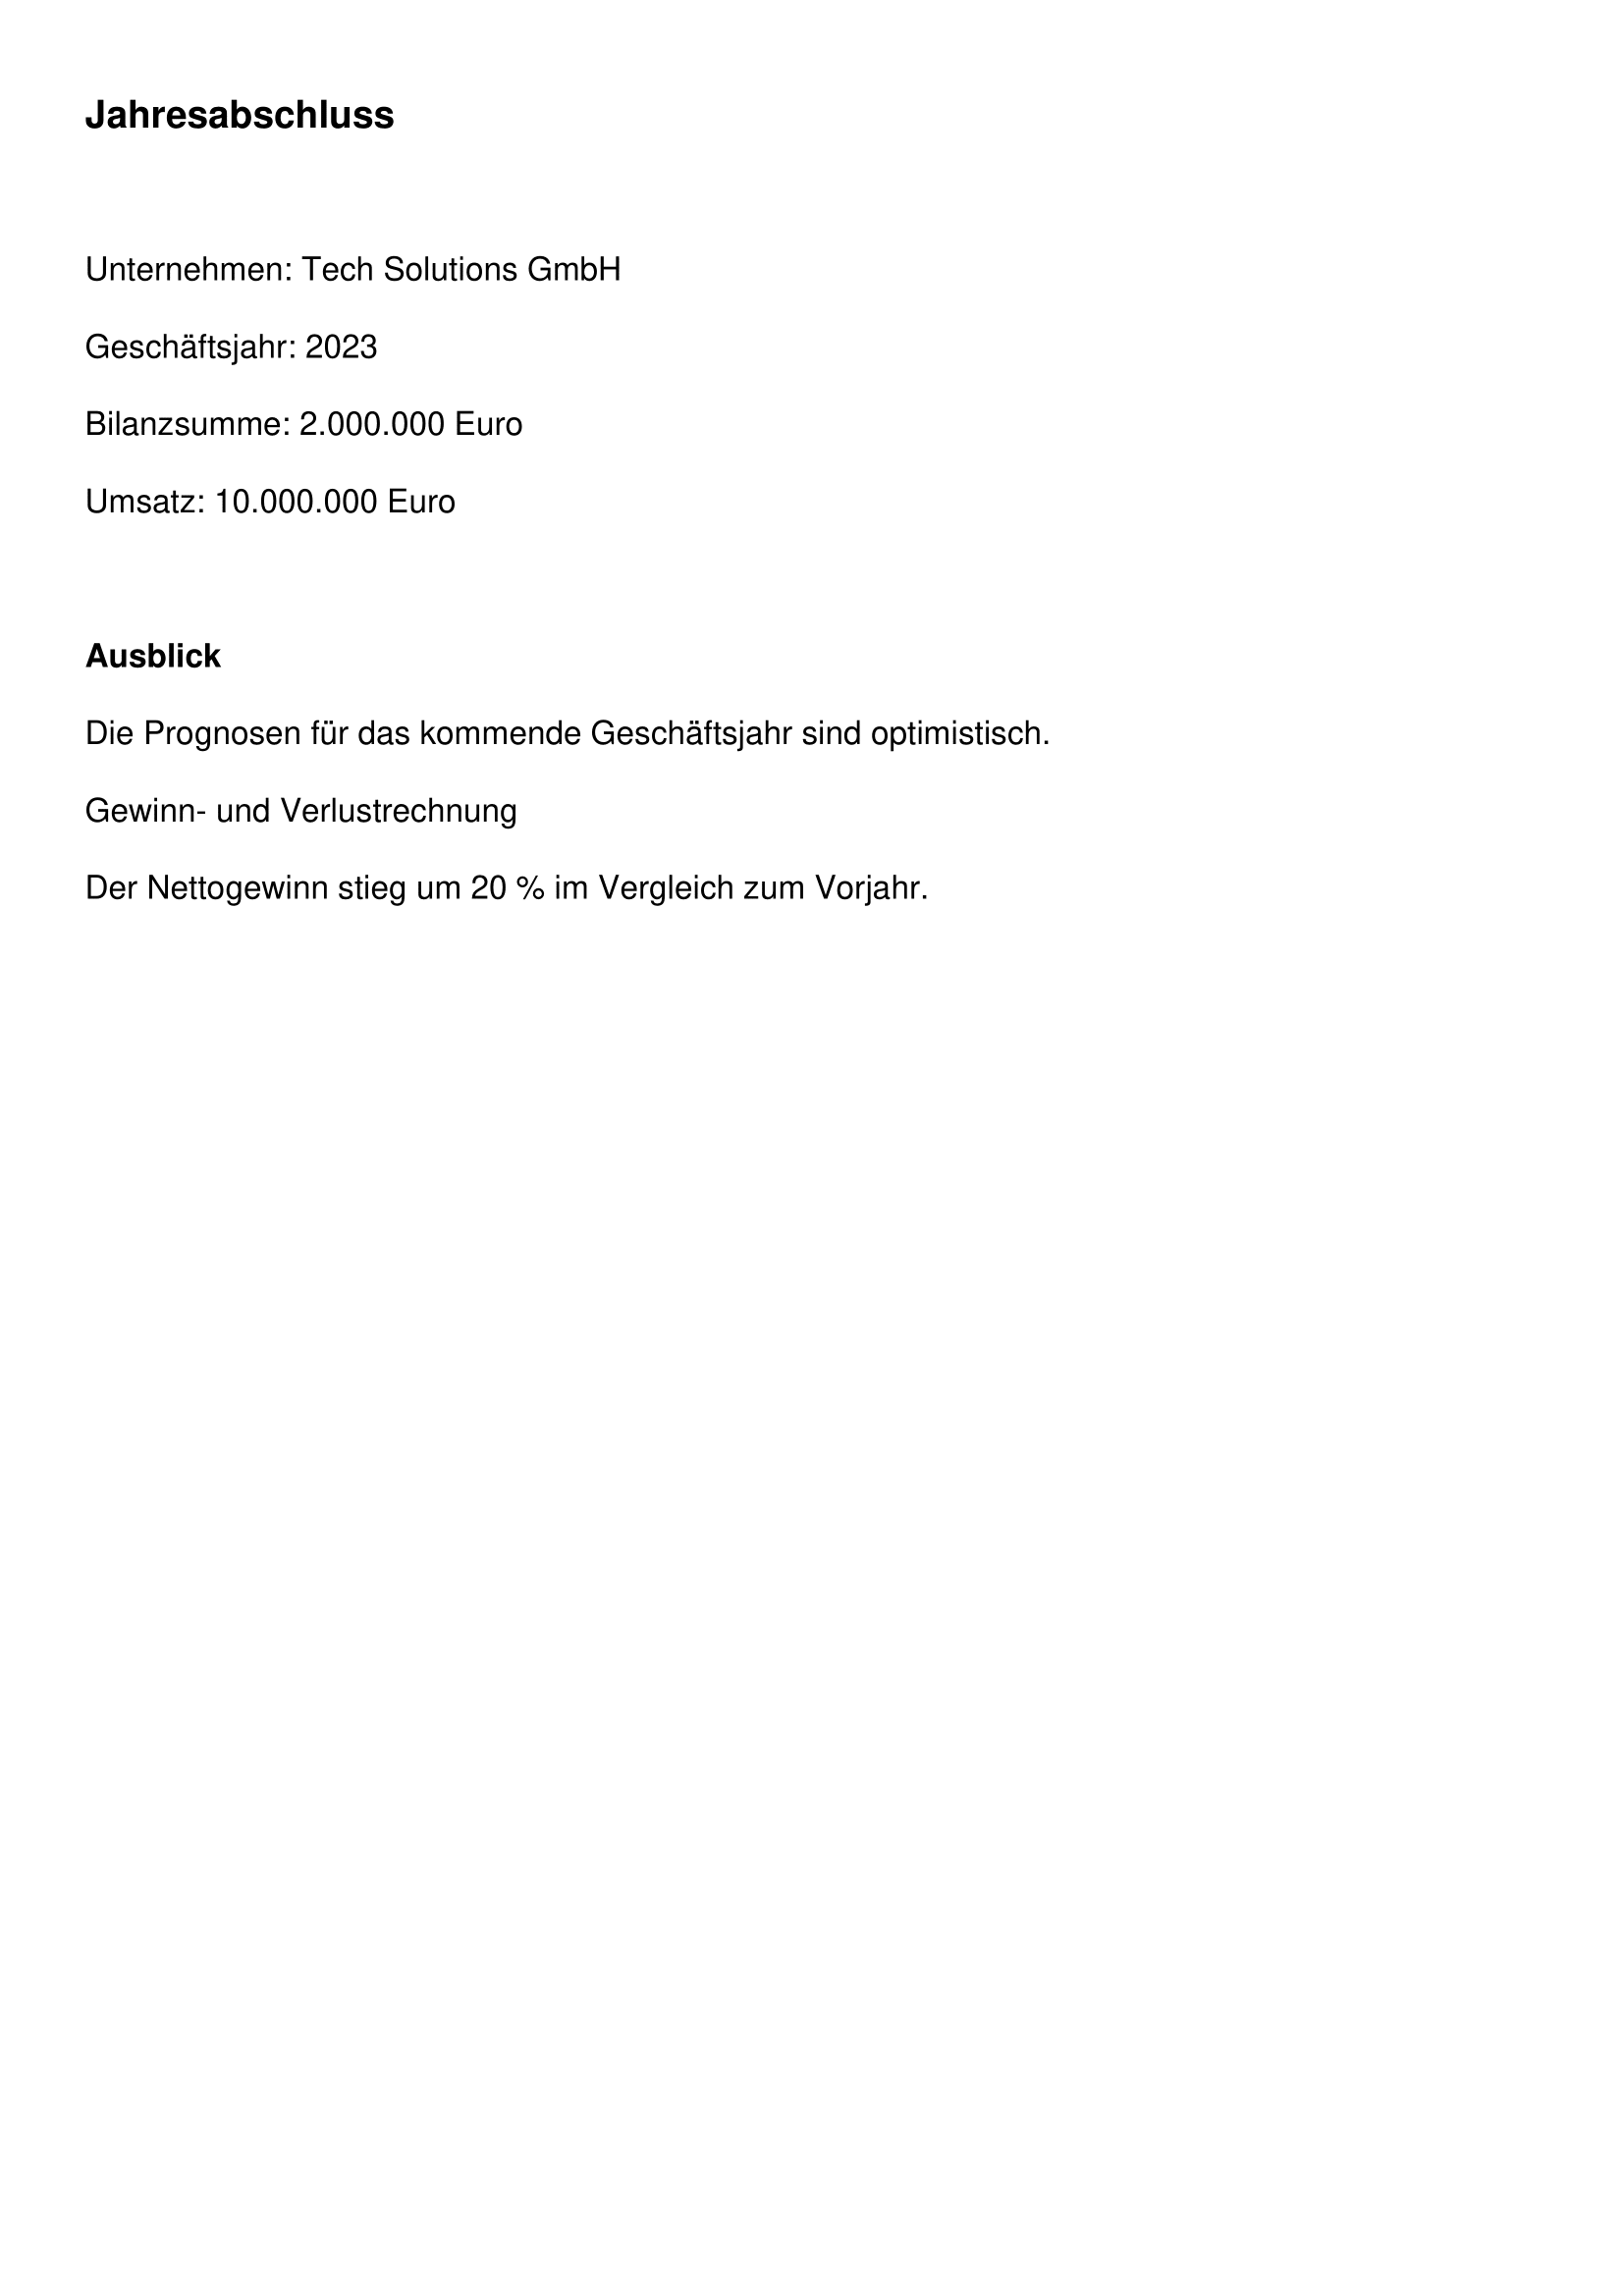 Jahresabschluss
Unternehmen: Tech Solutions GmbH
Geschäftsjahr: 2023
Bilanzsumme: 2.000.000 Euro
Umsatz: 10.000.000 Euro
Ausblick
Die Prognosen für das kommende Geschäftsjahr sind optimistisch.
Gewinn- und Verlustrechnung
Der Nettogewinn stieg um 20 % im Vergleich zum Vorjahr.